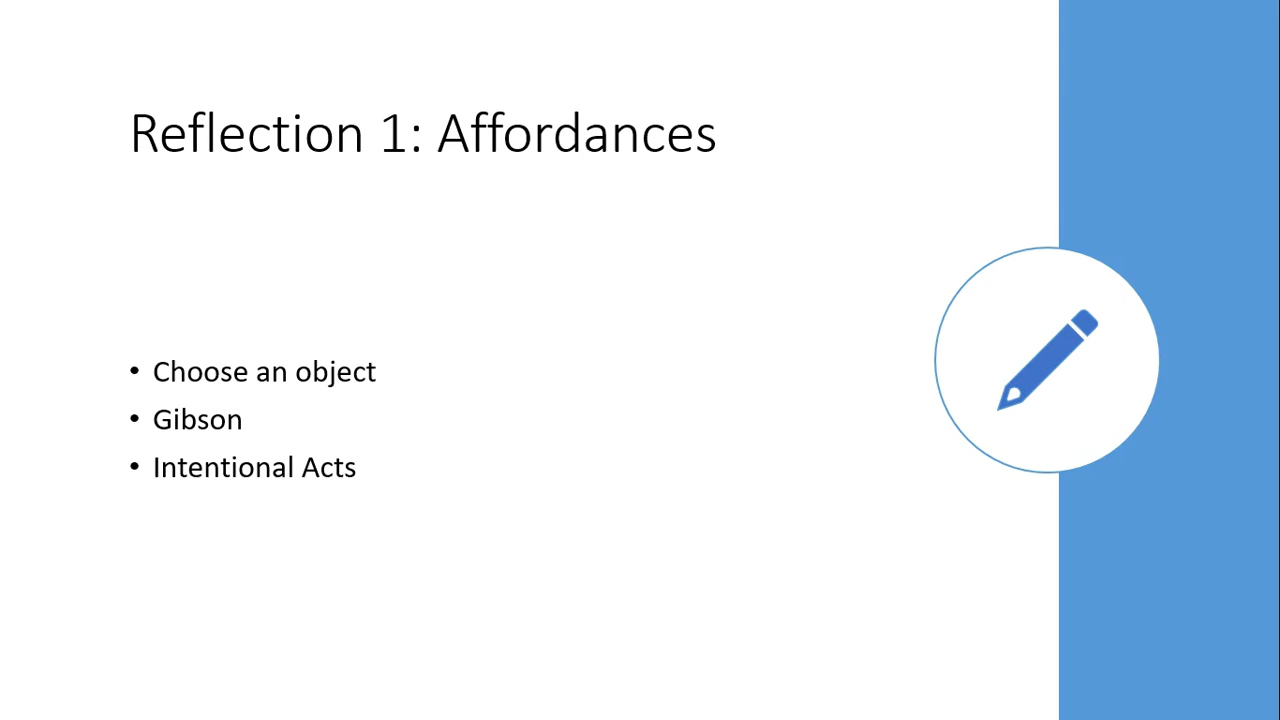 Reflection 1: Affordances
• Choose an object
• Gibson
• Intentional Acts